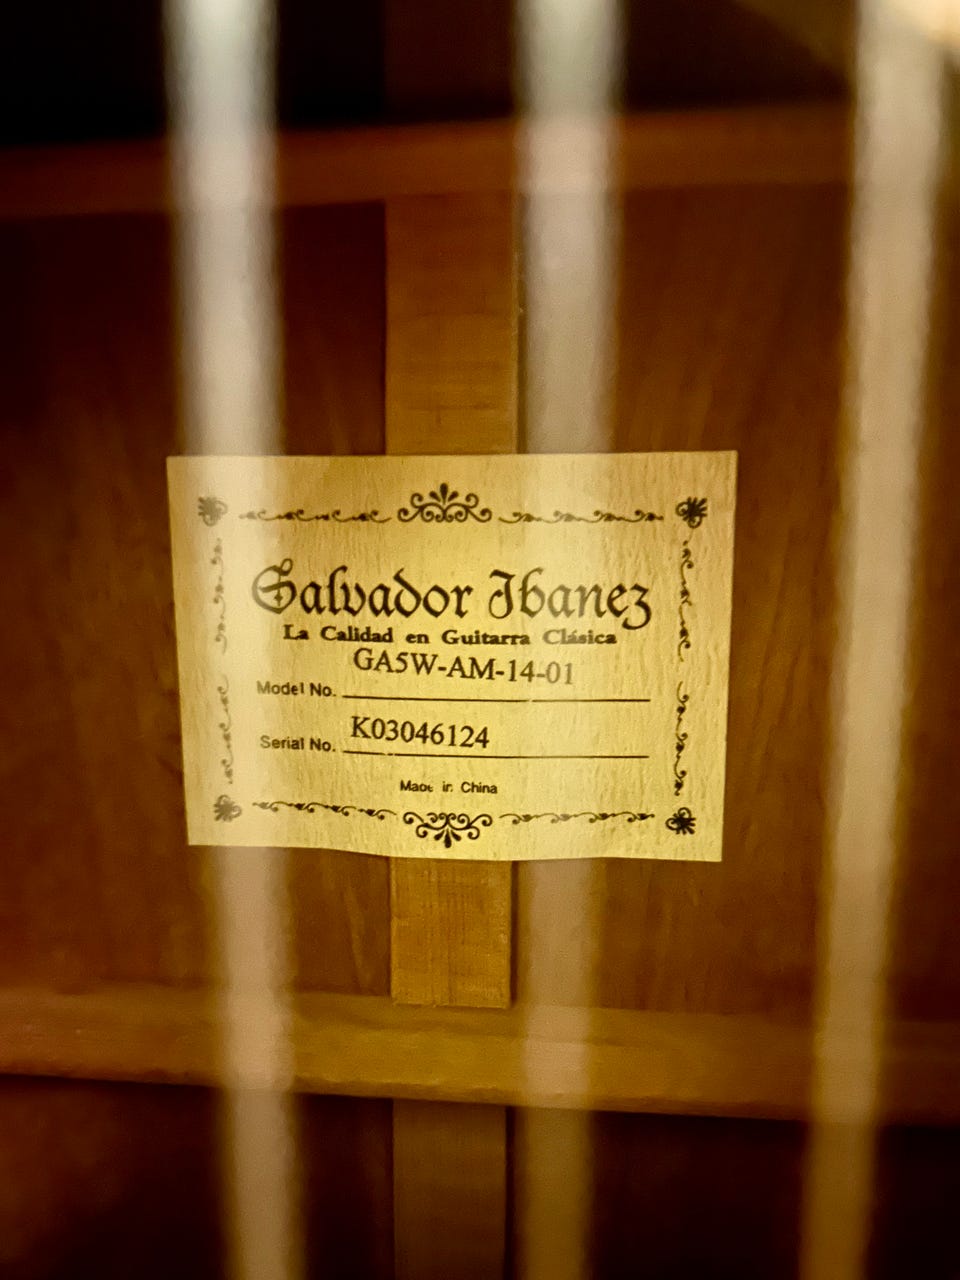 Salvador Ibanez
La Calidad en Guitarra Clásica
GA5W-AM-14-01
Model No.
K03046124
Serial No.
Made in China